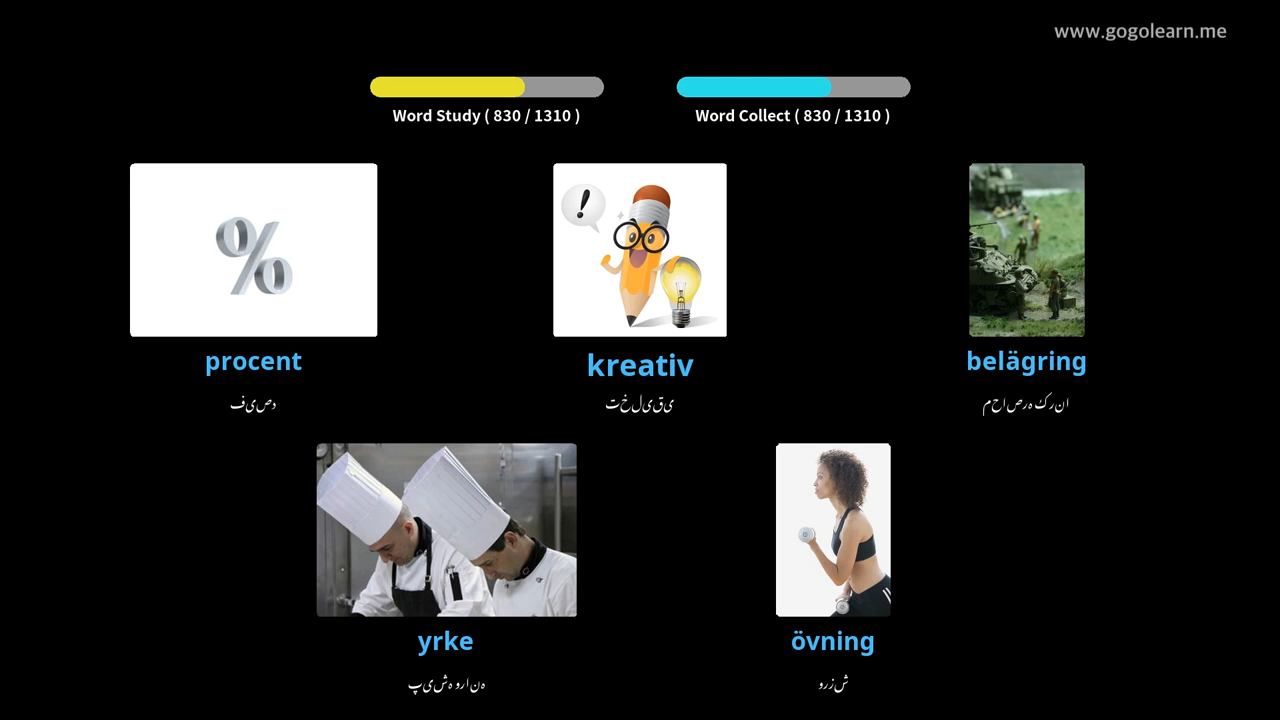 www.gogolearn.me
Word Study ( 830 / 1310 )
Word Collect ( 830 / 1310 )
procent
kreativ
belägring
فیصد
تخلیقی
محاصرہ کرنا
yrke
övning
پیشہ ورانہ
ورزش